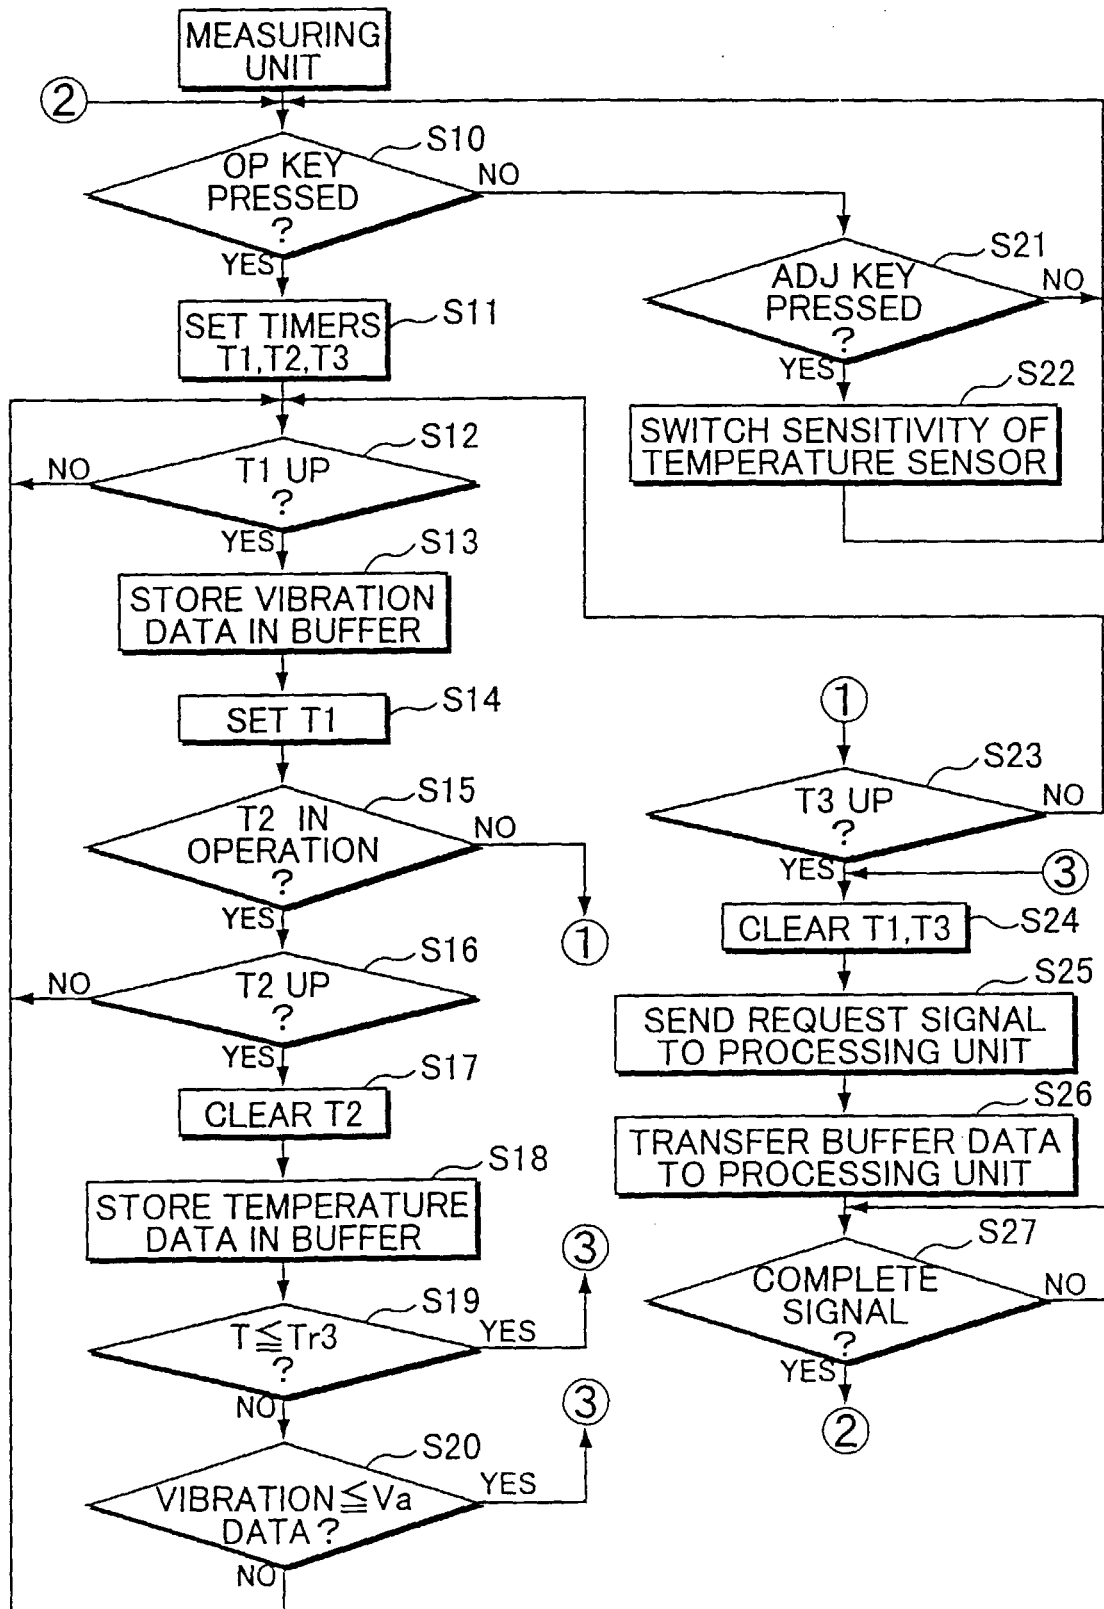 MEASURING
UNIT
2
S10
OP KEY
PRESSED
?
NO
YES
S11
SET TIMERS
T1,T2,T3
S12
T1 UP
?
NO
YES
S13
STORE VIBRATION
DATA IN BUFFER
S14
SET T1
S15
T2 IN
OPERATION
?
NO
YES
1
S16
T2 UP
?
NO
YES
S17
CLEAR T2
S18
STORE TEMPERATURE
DATA IN BUFFER
3
S19
T≦Tr3
?
YES
NO
3
S20
VIBRATION≦Va
DATA?
YES
NO
S21
ADJ KEY
PRESSED
?
NO
YES
S22
SWITCH SENSITIVITY OF
TEMPERATURE SENSOR
1
S23
T3 UP
?
NO
YES
3
S24
CLEAR T1,T3
S25
SEND REQUEST SIGNAL
TO PROCESSING UNIT
S26
TRANSFER BUFFER DATA
TO PROCESSING UNIT
S27
COMPLETE
SIGNAL
?
NO
YES
2